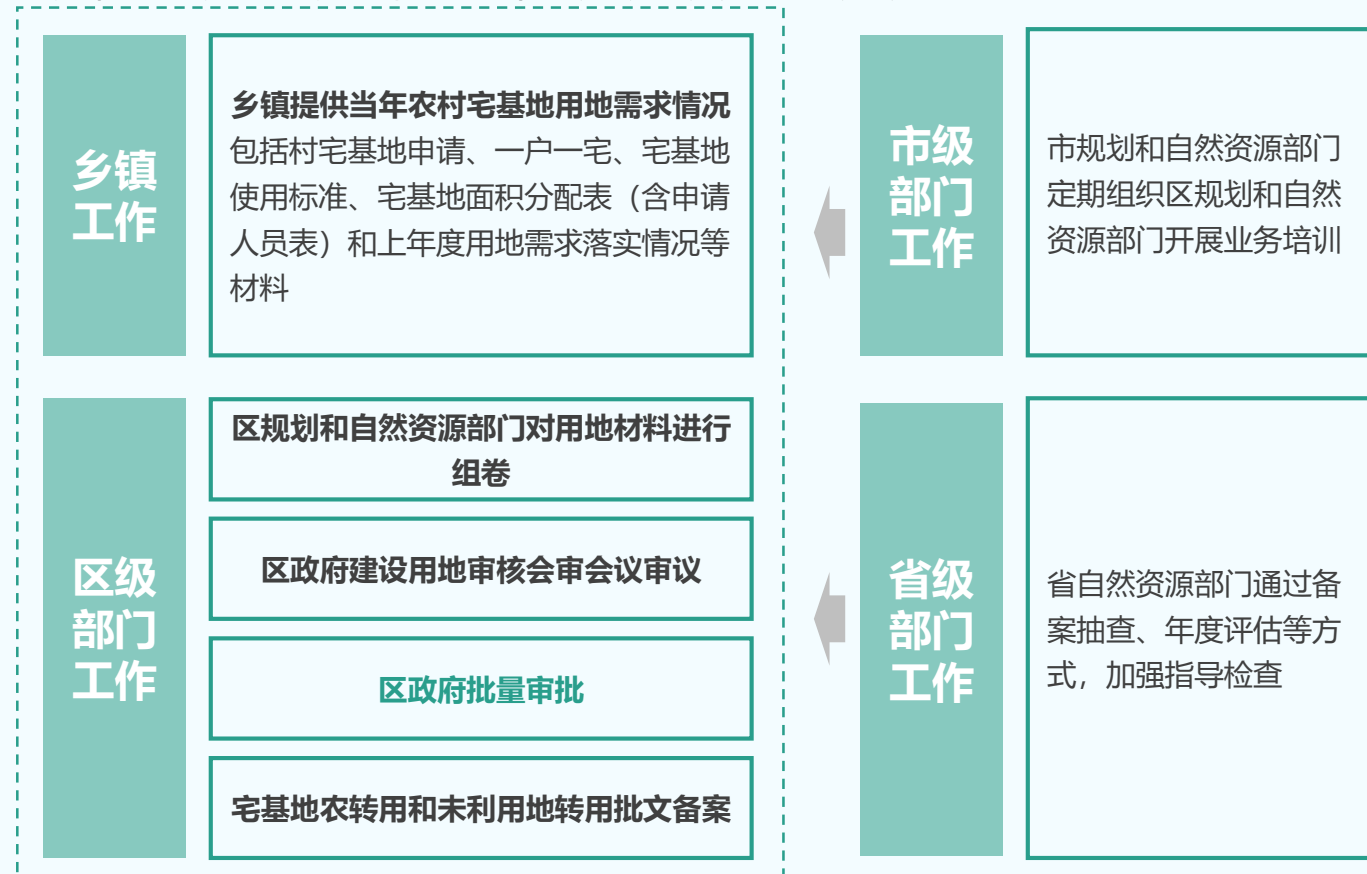 乡镇
工作
乡镇提供当年农村宅基地用地需求情况
包括村宅基地申请、一户一宅、宅基地
使用标准、宅基地面积分配表（含申请
人员表）和上年度用地需求落实情况等
材料
市级
部门
工作
市规划和自然资源部门
定期组织区规划和自然
资源部门开展业务培训
区级
部门
工作
区规划和自然资源部门对用地材料进行
组卷
区政府建设用地审核会审会议审议
区政府批量审批
宅基地农转用和未利用地转用批文备案
省级
部门
工作
省自然资源部门通过备
案抽查、年度评估等方
式，加强指导检查